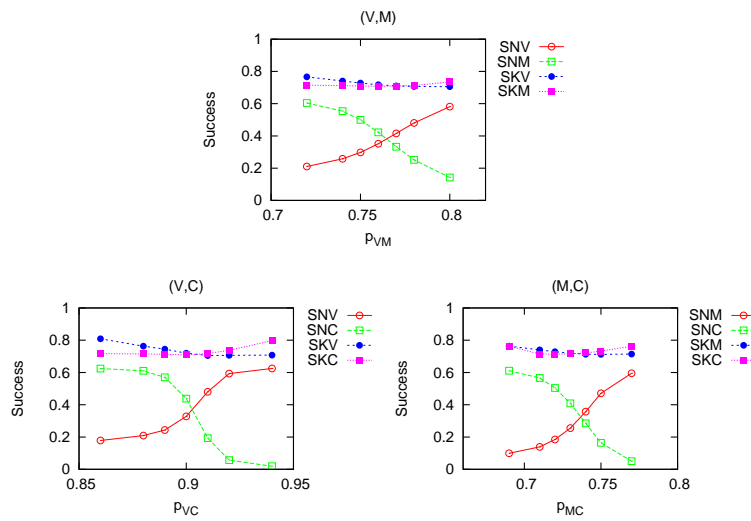 (V,M)
1
0.8
0.6
0.4
0.2
0
Success
0.7
0.75
0.8
pVM
SNV
SNM
SKV
SKM
(V,C)
1
0.8
0.6
0.4
0.2
0
Success
0.85
0.9
0.95
pVC
SNV
SNC
SKV
SKC
(M,C)
1
0.8
0.6
0.4
0.2
0
Success
0.7
0.75
0.8
pMC
SNM
SNC
SKM
SKC